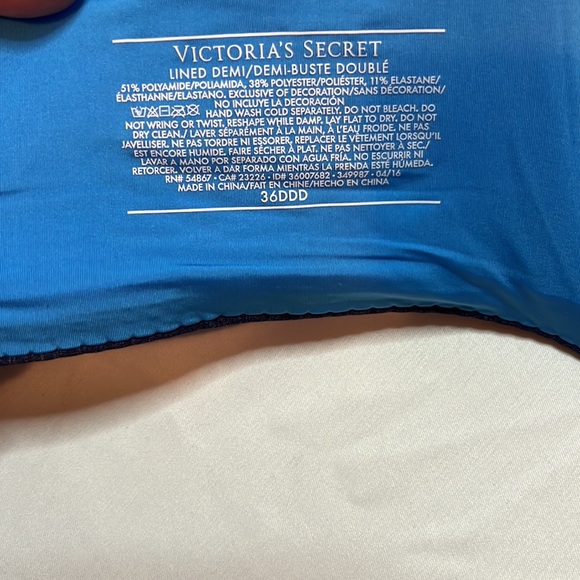 VICTORIA'S SECRET
LINED DEMI/DEMI-BUSTE DOUBLÉ
51% POLYAMIDE/POLIAMIDA, 38% POLYESTER/POLIÉSTER, 11% ELASTANE/
ÉLASTHANNE/ELASTANO. EXCLUSIVE OF DECORATION/SANS DÉCORATION/
NO INCLUYE LA DECORACIÓN
HAND WASH COLD SEPARATELY. DO NOT BLEACH. DO
NOT WRING OR TWIST. RESHAPE WHILE DAMP. LAY FLAT TO DRY. DO NOT
DRY CLEAN./ LAVER SÉPARÉMENT À LA MAIN, À L'EAU FROIDE. NE PAS
JAVELLISER. NE PAS TORDRE NI ESSORER, REPLACER LE VÊTEMENT LORSQU'IL
EST ENCORE HUMIDE. FAIRE SÉCHER À PLAT. NE PAS NETTOYER À SEC./
LAVAR A MANO POR SEPARADO CON AGUA FRÍA. NO ESCURRIR NI
RETORCER. VOLVER A DAR FORMA MIENTRAS LA PRENDA ESTÉ HÚMEDA.
RN# 54867 • CA# 23226 • ID# 36007682 • 349987 • 04/16
MADE IN CHINA/FAIT EN CHINE/HECHO EN CHINA
36DDD